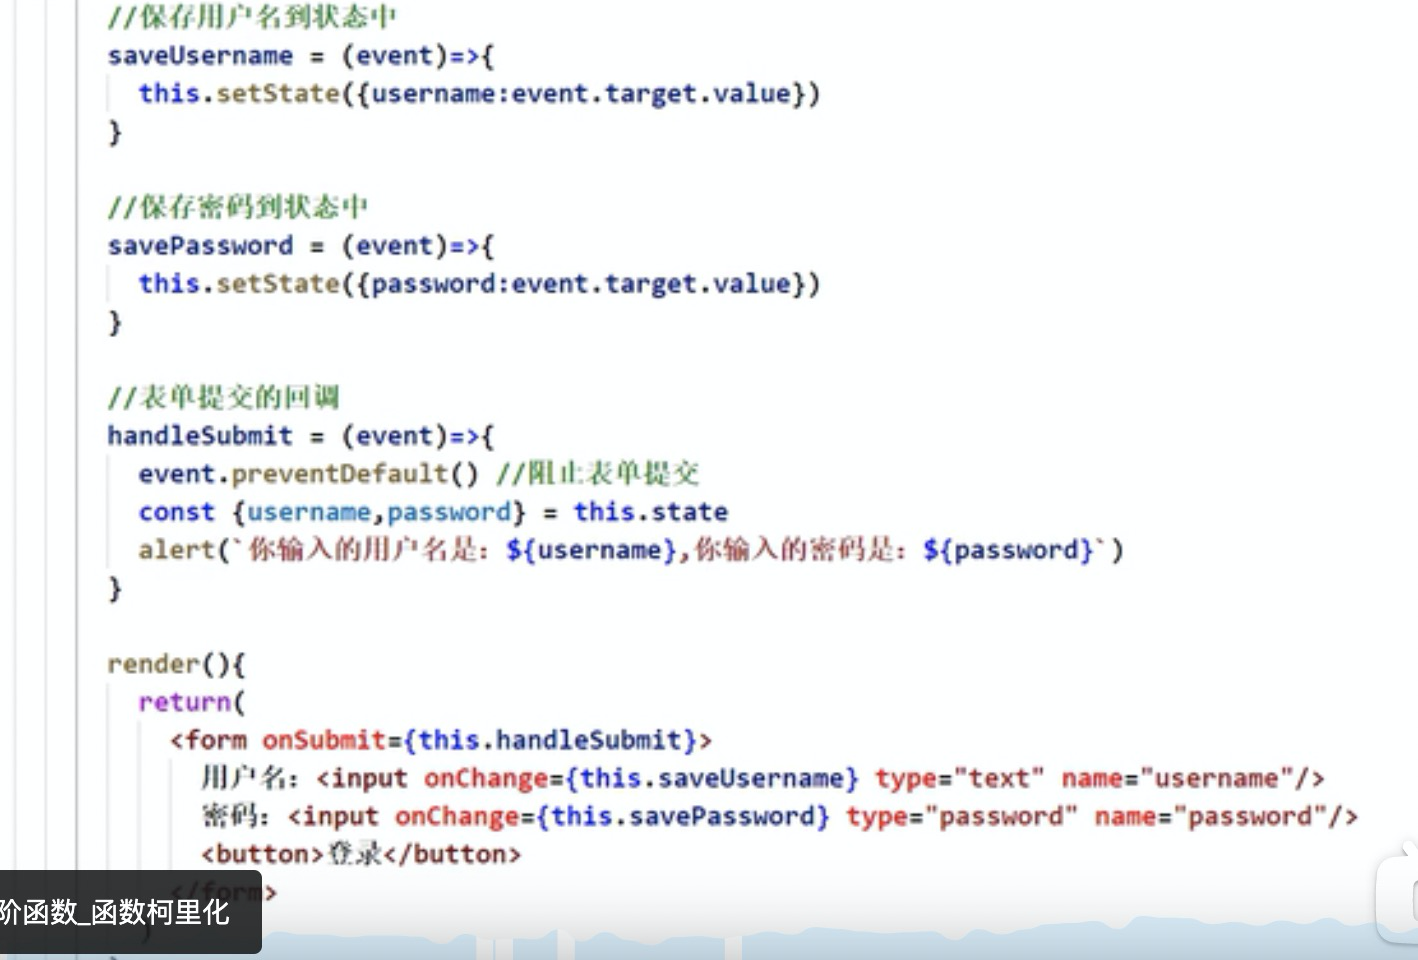 //保存用户名到状态中
saveUsername = (event)=>{
this.setState({username:event.target.value})
}
//保存密码到状态中
savePassword = (event)=>{
this.setState({password:event.target.value})
}
//表单提交的回调
handleSubmit = (event)=>{
event.preventDefault() //阻止表单提交
const {username,password} = this.state
alert(`你输入的用户名是：${username},你输入的密码是：${password}`)
}
render(){
return(
<form onSubmit={this.handleSubmit}>
用户名：<input onChange={this.saveUsername} type="text" name="username"/>
密码：<input onChange={this.savePassword} type="password" name="password"/>
<button>登录</button>
</form>
阶函数_函数柯里化
)